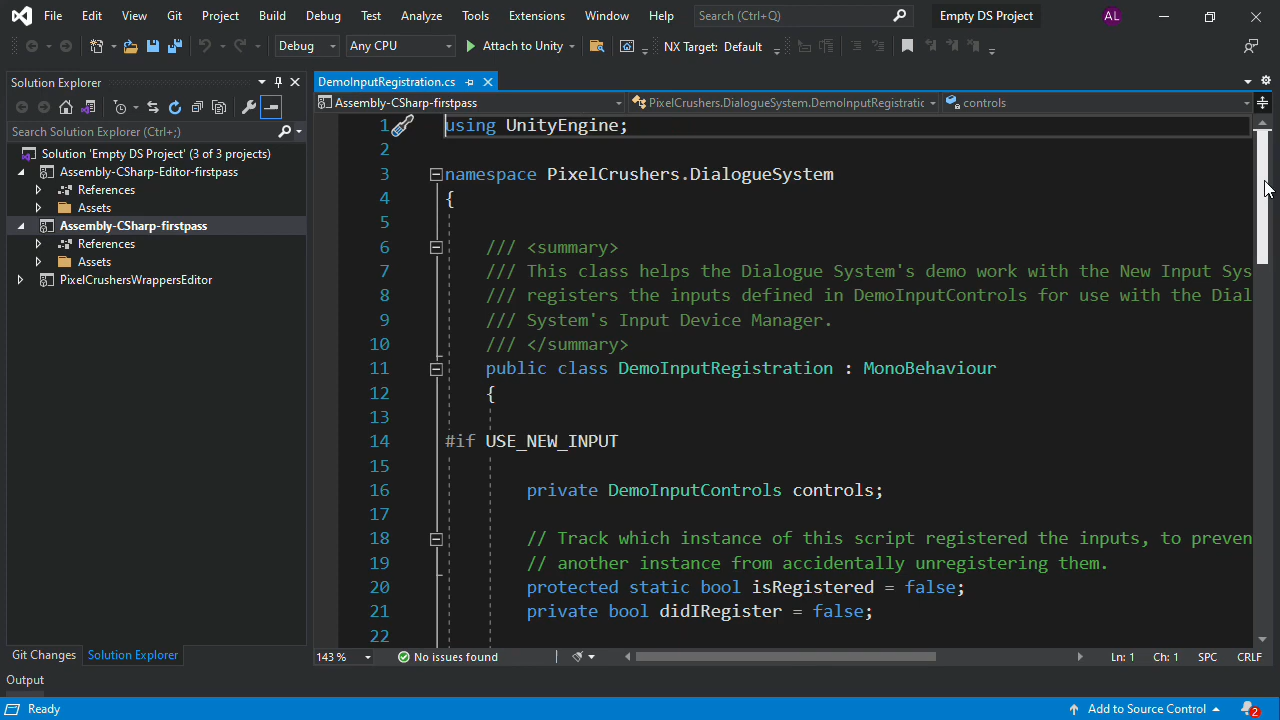 File Edit View Git Project Build Debug Test Analyze Tools Extensions Window Help Search (Ctrl+Q) Empty DS Project AL
Debug Any CPU Attach to Unity NX Target: Default
Solution Explorer
Search Solution Explorer (Ctrl+;)
Solution 'Empty DS Project' (3 of 3 projects)
Assembly-CSharp-Editor-firstpass
References
Assets
Assembly-CSharp-firstpass
References
Assets
PixelCrushersWrappersEditor
Git Changes Solution Explorer
DemoInputRegistration.cs
Assembly-CSharp-firstpass PixelCrushers.DialogueSystem.DemoInputRegistratic controls
1 using UnityEngine;
2
3 namespace PixelCrushers.DialogueSystem
4 {
5
6 /// <summary>
7 /// This class helps the Dialogue System's demo work with the New Input Sys
8 /// registers the inputs defined in DemoInputControls for use with the Dial
9 /// System's Input Device Manager.
10 /// </summary>
11 public class DemoInputRegistration : MonoBehaviour
12 {
13
14 #if USE_NEW_INPUT
15
16 private DemoInputControls controls;
17
18 // Track which instance of this script registered the inputs, to preven
19 // another instance from accidentally unregistering them.
20 protected static bool isRegistered = false;
21 private bool didIRegister = false;
22
143 % No issues found Ln: 1 Ch: 1 SPC CRLF
Output
Ready Add to Source Control 2